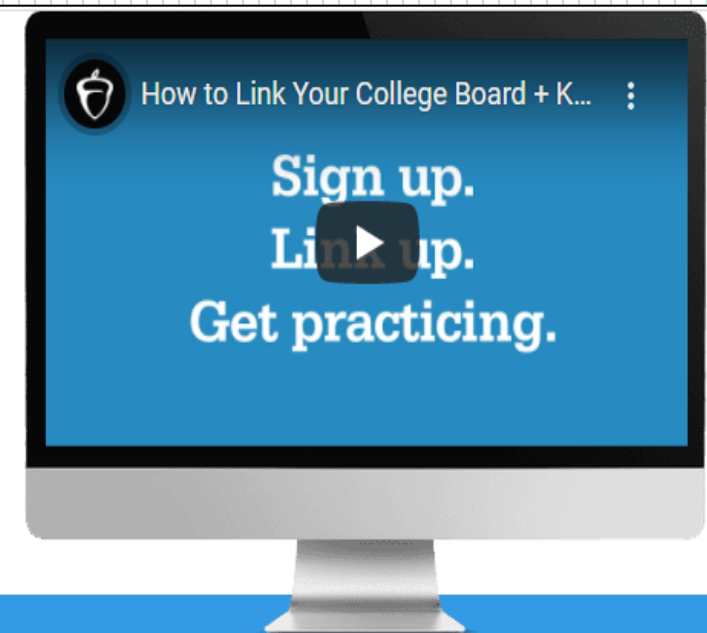 How to Link Your College Board + K...
Sign up.
Link up.
Get practicing.